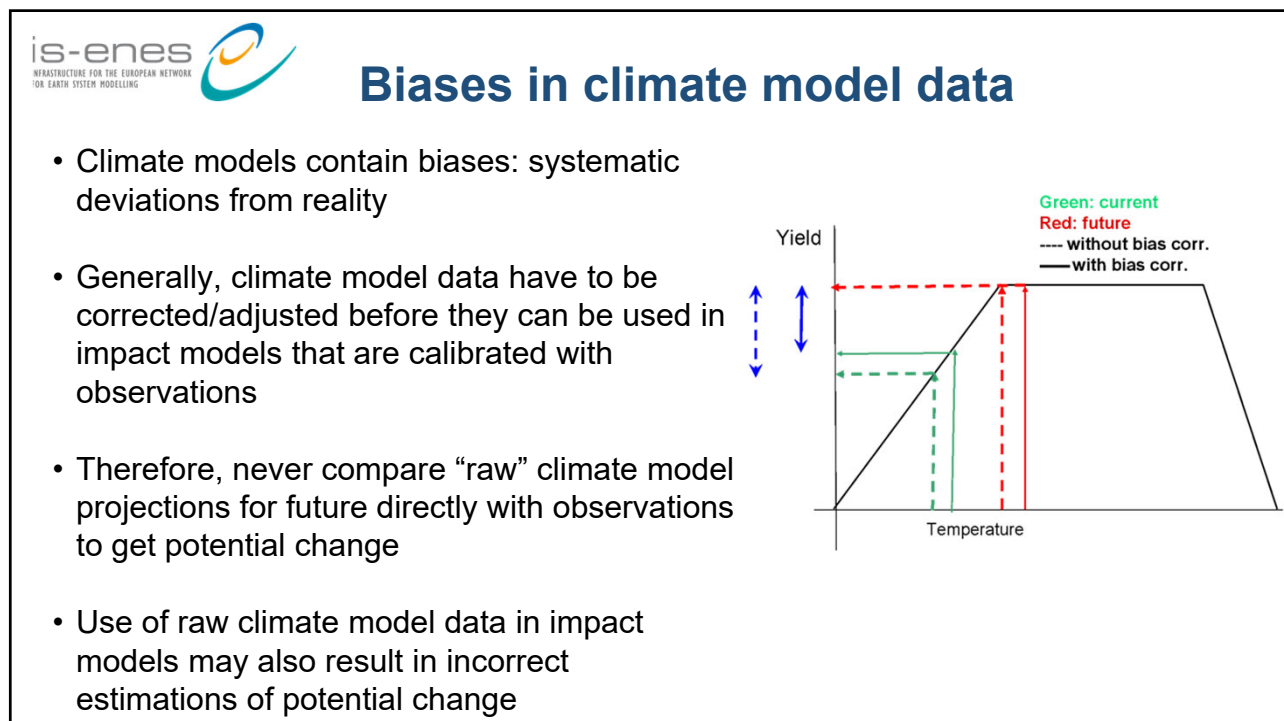 is-enes
INFRASTRUCTURE FOR THE EUROPEAN NETWORK
FOR EARTH SYSTEM MODELLING
Biases in climate model data
• Climate models contain biases: systematic
deviations from reality
• Generally, climate model data have to be
corrected/adjusted before they can be used in
impact models that are calibrated with
observations
• Therefore, never compare “raw” climate model
projections for future directly with observations
to get potential change
• Use of raw climate model data in impact
models may also result in incorrect
estimations of potential change
Green: current
Red: future
---- without bias corr.
— with bias corr.
Yield
Temperature